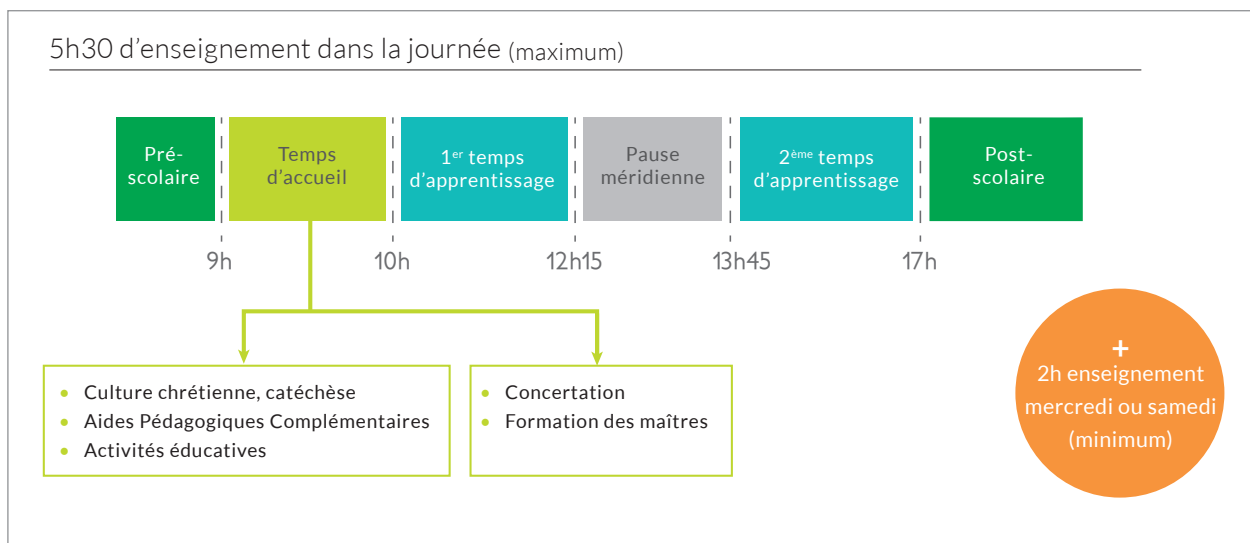 5h30 d’enseignement dans la journée (maximum)
Pré-
scolaire
Temps
d’accueil
1er temps
d’apprentissage
Pause
méridienne
2ème temps
d’apprentissage
Post-
scolaire
9h
10h
12h15
13h45
17h
• Culture chrétienne, catéchèse
• Aides Pédagogiques Complémentaires
• Activités éducatives
• Concertation
• Formation des maîtres
+
2h enseignement
mercredi ou samedi
(minimum)